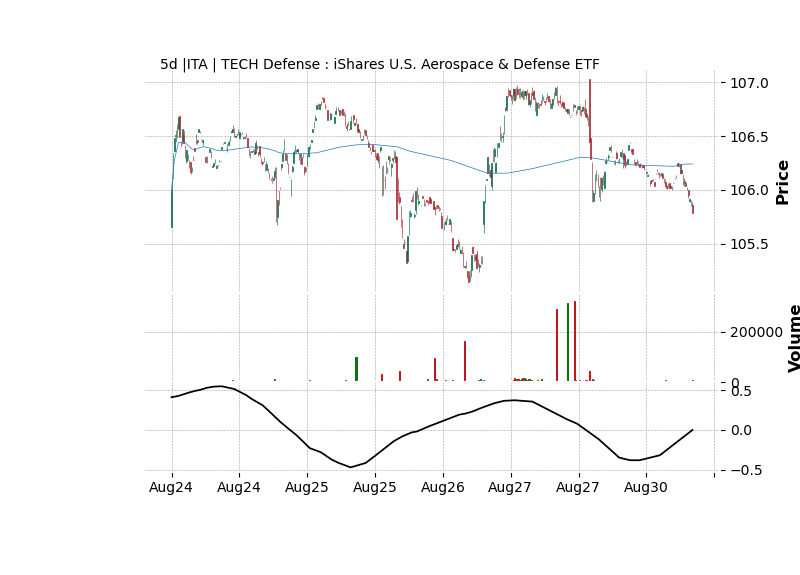 5d |ITA | TECH Defense : iShares U.S. Aerospace & Defense ETF
107.0
106.5
106.0
105.5
Price
200000
0
Volume
0.5
0.0
−0.5
Aug24 Aug24 Aug25 Aug25 Aug26 Aug27 Aug27 Aug30